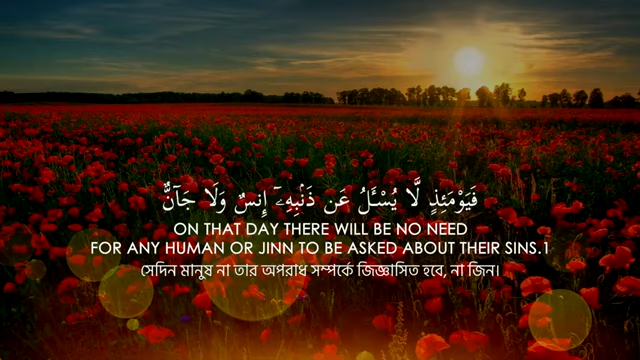 فَيَوْمَئِذٍ لَّا يُسْـَٔلُ عَن ذَنۢبِهِۦٓ إِنسٌ وَلَا جَآنٌّ
ON THAT DAY THERE WILL BE NO NEED
FOR ANY HUMAN OR JINN TO BE ASKED ABOUT THEIR SINS.1
সেদিন মানুষ না তার অপরাধ সম্পর্কে জিজ্ঞাসিত হবে, না জিন।